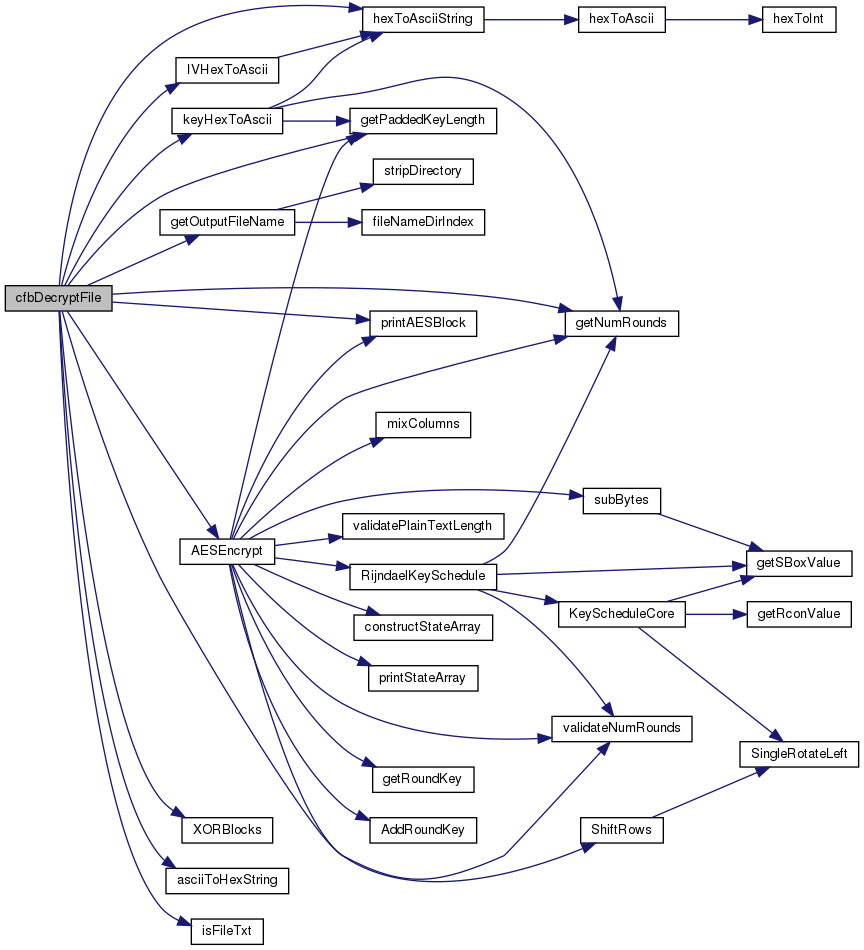 hexToAsciiString
hexToAscii
hexToInt
IVHexToAscii
keyHexToAscii
getPaddedKeyLength
stripDirectory
getOutputFileName
fileNameDirIndex
cfbDecryptFile
printAESBlock
getNumRounds
mixColumns
subBytes
validatePlainTextLength
AESEncrypt
getSBoxValue
RijndaelKeySchedule
KeyScheduleCore
getRconValue
constructStateArray
printStateArray
validateNumRounds
SingleRotateLeft
getRoundKey
XORBlocks
AddRoundKey
ShiftRows
asciiToHexString
isFileTxt